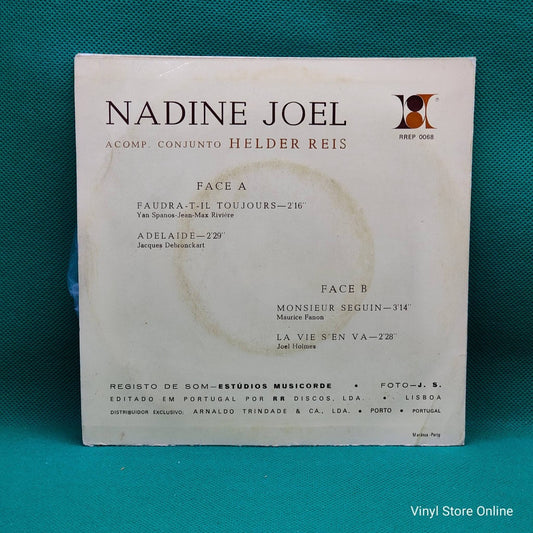 NADINE JOEL
RREP 0068
ACOMP. CONJUNTO HELDER REIS
FACE A
FAUDRA-T-IL TOUJOURS—2'16"
Yan Spanos-Jean-Max Rivière
ADELAIDE—2'29"
Jacques Debronckart
FACE B
MONSIEUR SEGUIN—3'14"
Maurice Fanon
LA VIE S'EN VA—2'28"
Joel Holmes
REGISTO DE SOM—ESTÚDIOS MUSICORDE • FOTO—J. S.
EDITADO EM PORTUGAL POR RR DISCOS, LDA. • LISBOA
DISTRIBUIDOR EXCLUSIVO: ARNALDO TRINDADE & CA., LDA. • PORTO • PORTUGAL
Vinyl Store Online